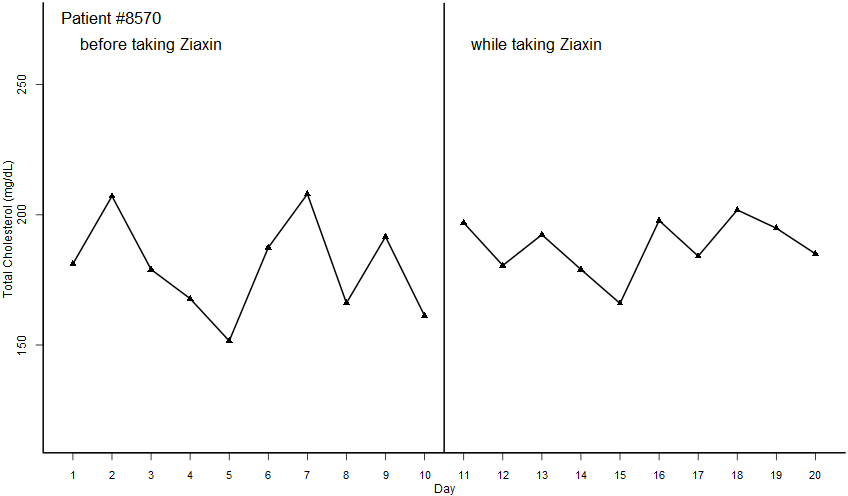 Patient #8570
before taking Ziaxin
while taking Ziaxin
Total Cholesterol (mg/dL)
250
200
150
1 2 3 4 5 6 7 8 9 10 11 12 13 14 15 16 17 18 19 20
Day